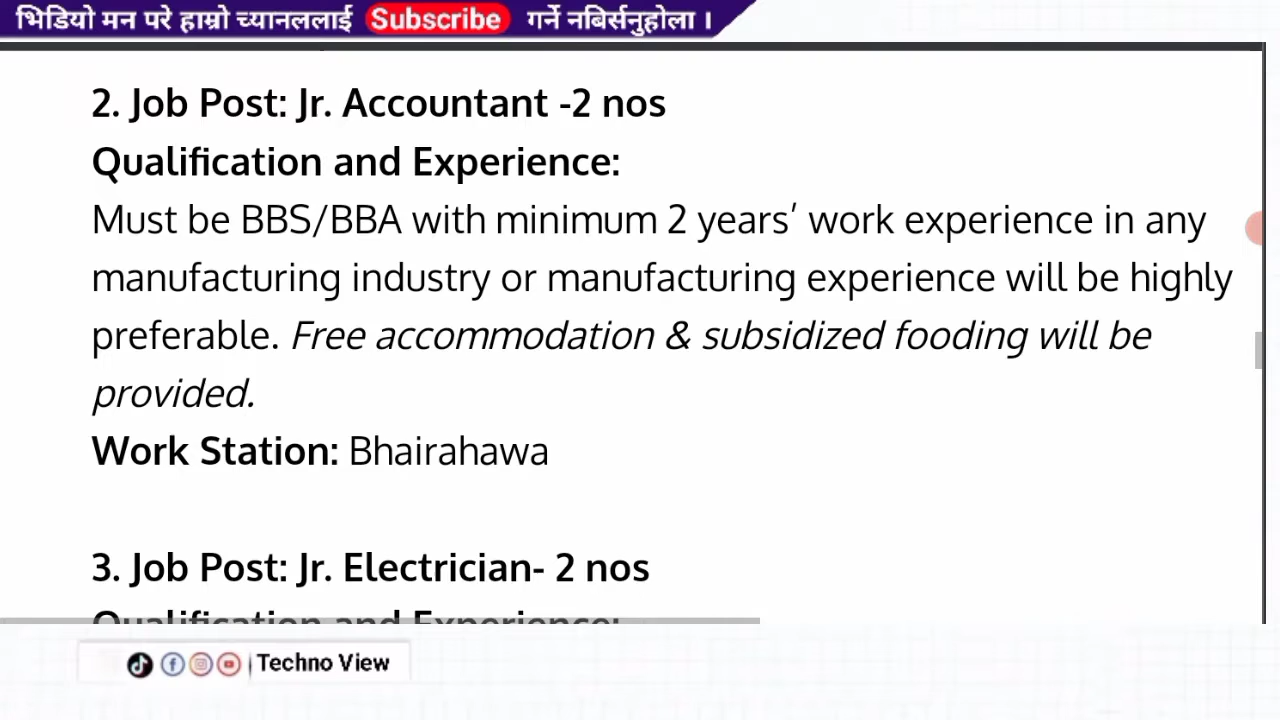 भिडियो मन परे हाम्रो च्यानललाई Subscribe गर्ने नबिर्सनुहोला ।
2. Job Post: Jr. Accountant -2 nos
Qualification and Experience:
Must be BBS/BBA with minimum 2 years’ work experience in any
manufacturing industry or manufacturing experience will be highly
preferable. Free accommodation & subsidized fooding will be
provided.
Work Station: Bhairahawa
3. Job Post: Jr. Electrician- 2 nos
Qualification and Experience:
Techno View